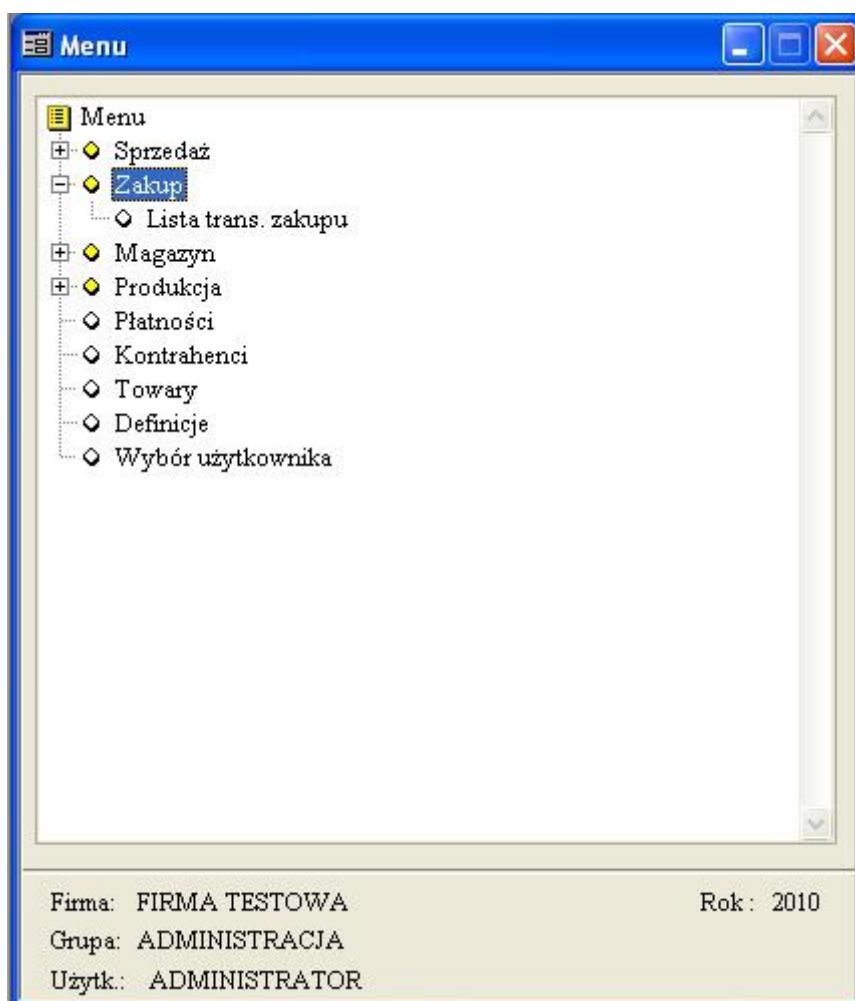 Menu
Menu
Sprzedaż
Zakup
Lista trans. zakupu
Magazyn
Produkcja
Płatności
Kontrahenci
Towary
Definicje
Wybór użytkownika
Firma: FIRMA TESTOWA Rok : 2010
Grupa: ADMINISTRACJA
Użytk.: ADMINISTRATOR